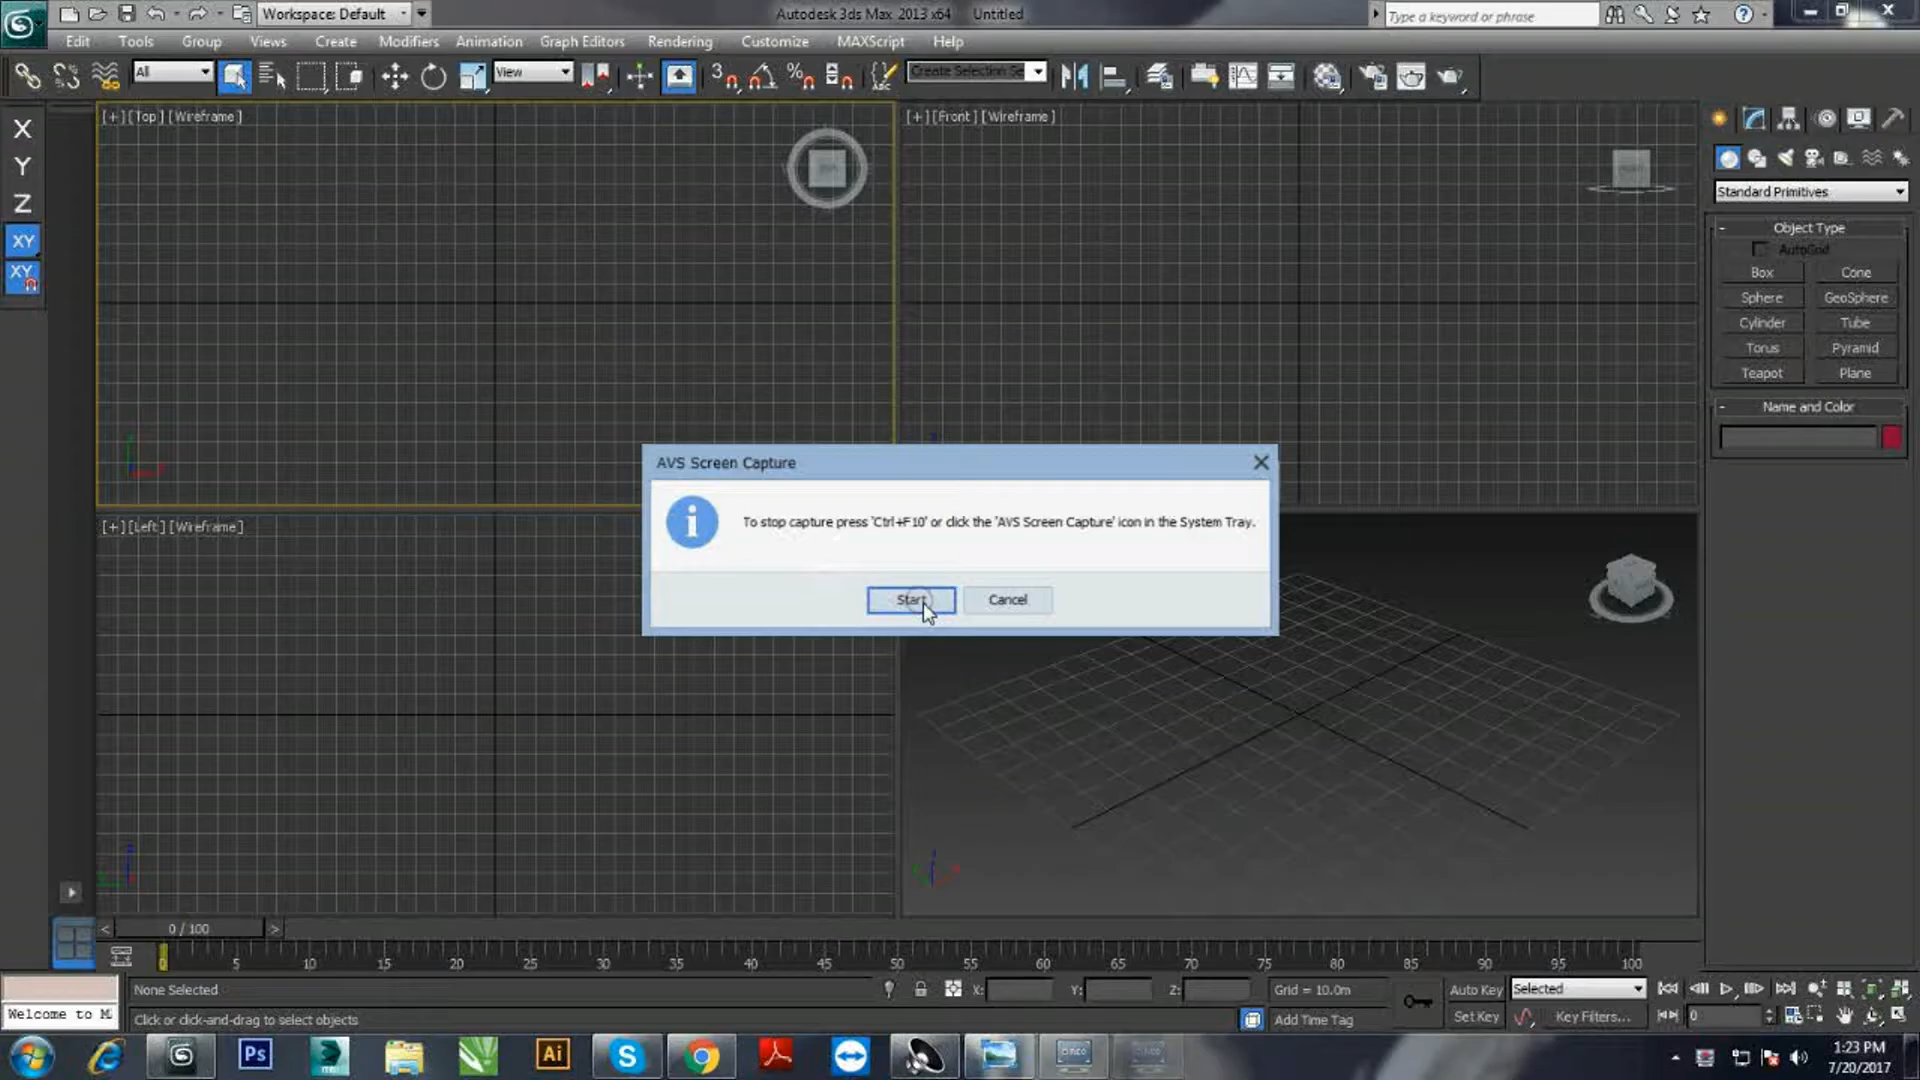 Workspace: Default
Autodesk 3ds Max 2013 x64 Untitled
Type a keyword or phrase
Edit Tools Group Views Create Modifiers Animation Graph Editors Rendering Customize MAXScript Help
All
View
3
Create Selection Se
ABC
X
Y
Z
XY
XY
[+] [Top] [Wireframe]
[+] [Front] [Wireframe]
Standard Primitives
Object Type
AutoGrid
Box Cone
Sphere GeoSphere
Cylinder Tube
Torus Pyramid
Teapot Plane
Name and Color
AVS Screen Capture
To stop capture press 'Ctrl+F10' or click the 'AVS Screen Capture' icon in the System Tray.
Start Cancel
[+] [Left] [Wireframe]
0 / 100
0 5 10 15 20 25 30 35 40 45 50 55 60 65 70 75 80 85 90 95 100
None Selected
X: Y: Z:
Grid = 10.0m
Auto Key Selected
Welcome to M
Click or click-and-drag to select objects
Add Time Tag
Set Key Key Filters...
0
Ps
Ai
1:23 PM
7/20/2017